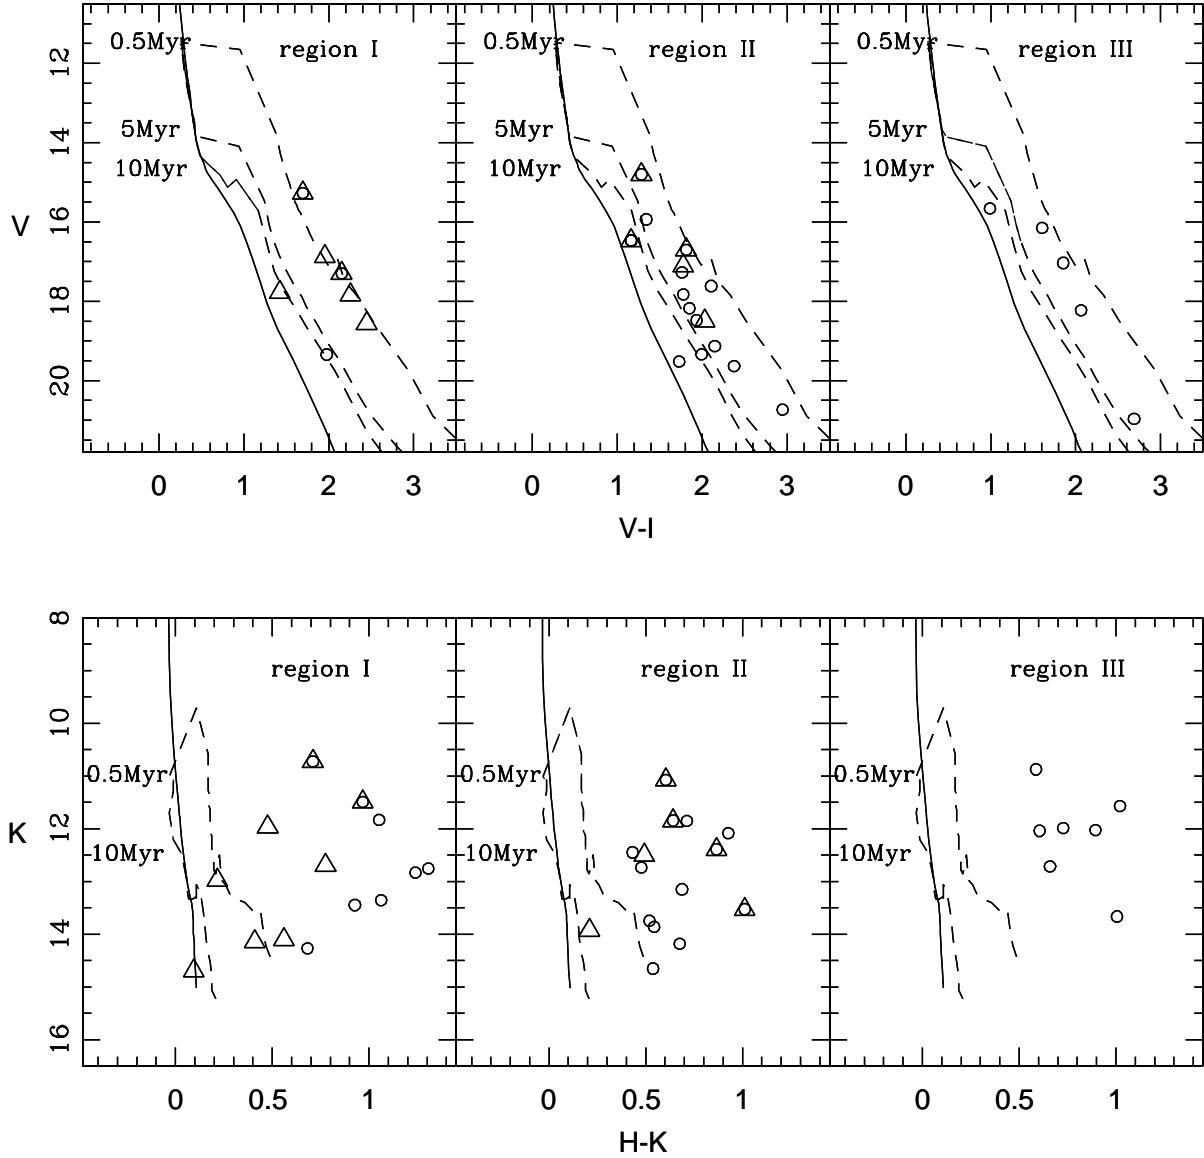 0.5Myr region I 0.5Myr region II 0.5Myr region III
12
5Myr 5Myr 5Myr
14
10Myr 10Myr 10Myr
V
16
18
20
0 1 2 3 0 1 2 3 0 1 2 3
V-I
8
region I region II region III
10
0.5Myr 0.5Myr 0.5Myr
K
12
10Myr 10Myr 10Myr
14
16
0 0.5 1 0 0.5 1 0 0.5 1
H-K